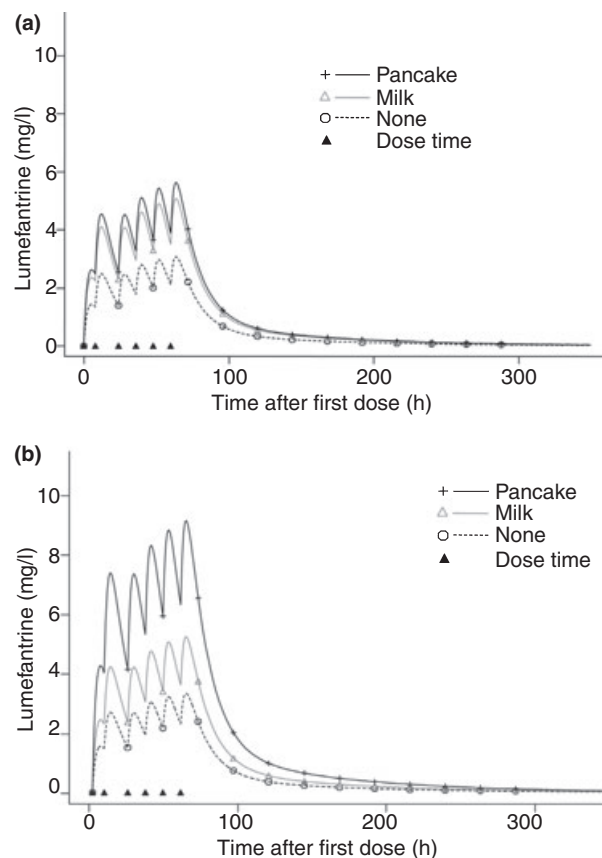 (a)
10
8
6
4
2
0
Lumefantrine (mg/l)
Pancake
Milk
None
Dose time
0 100 200 300
Time after first dose (h)
(b)
10
8
6
4
2
0
Lumefantrine (mg/l)
Pancake
Milk
None
Dose time
0 100 200 300
Time after first dose (h)